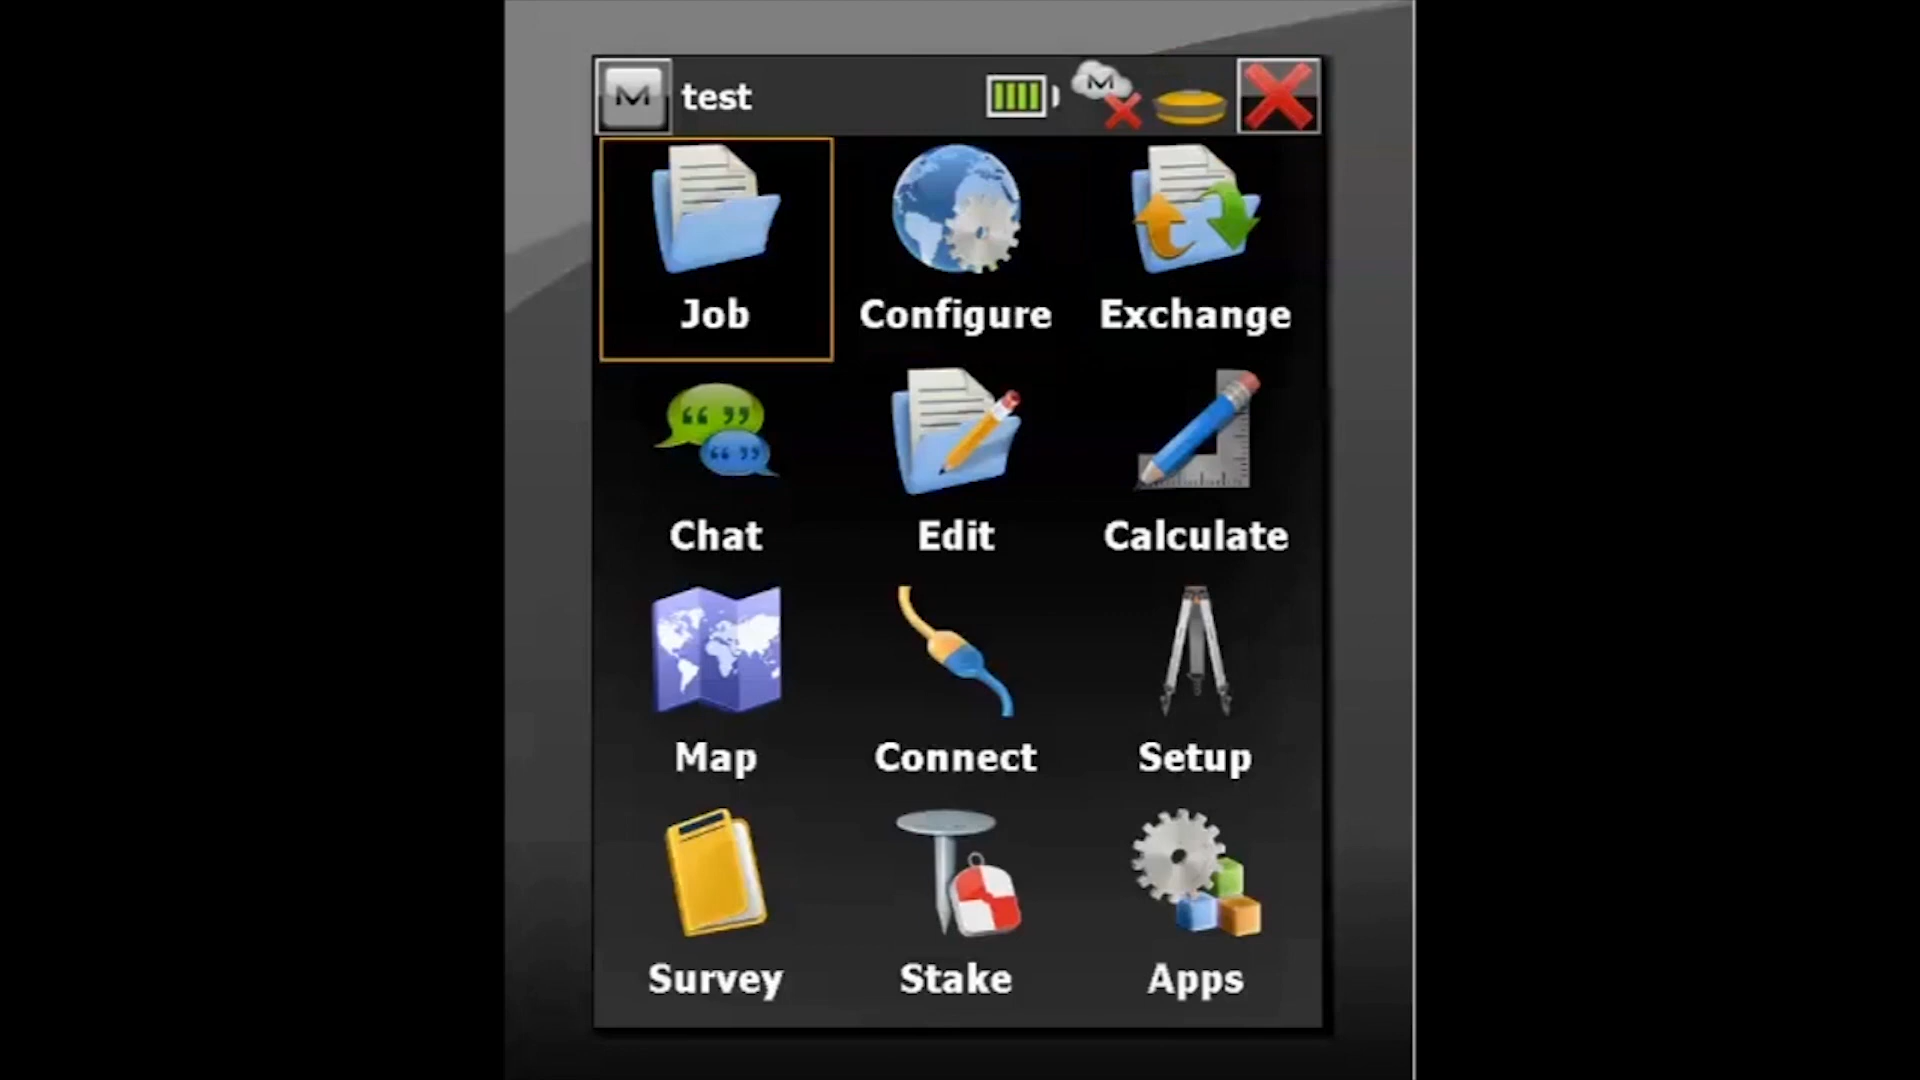 M test M
Job Configure Exchange
Chat Edit Calculate
Map Connect Setup
Survey Stake Apps